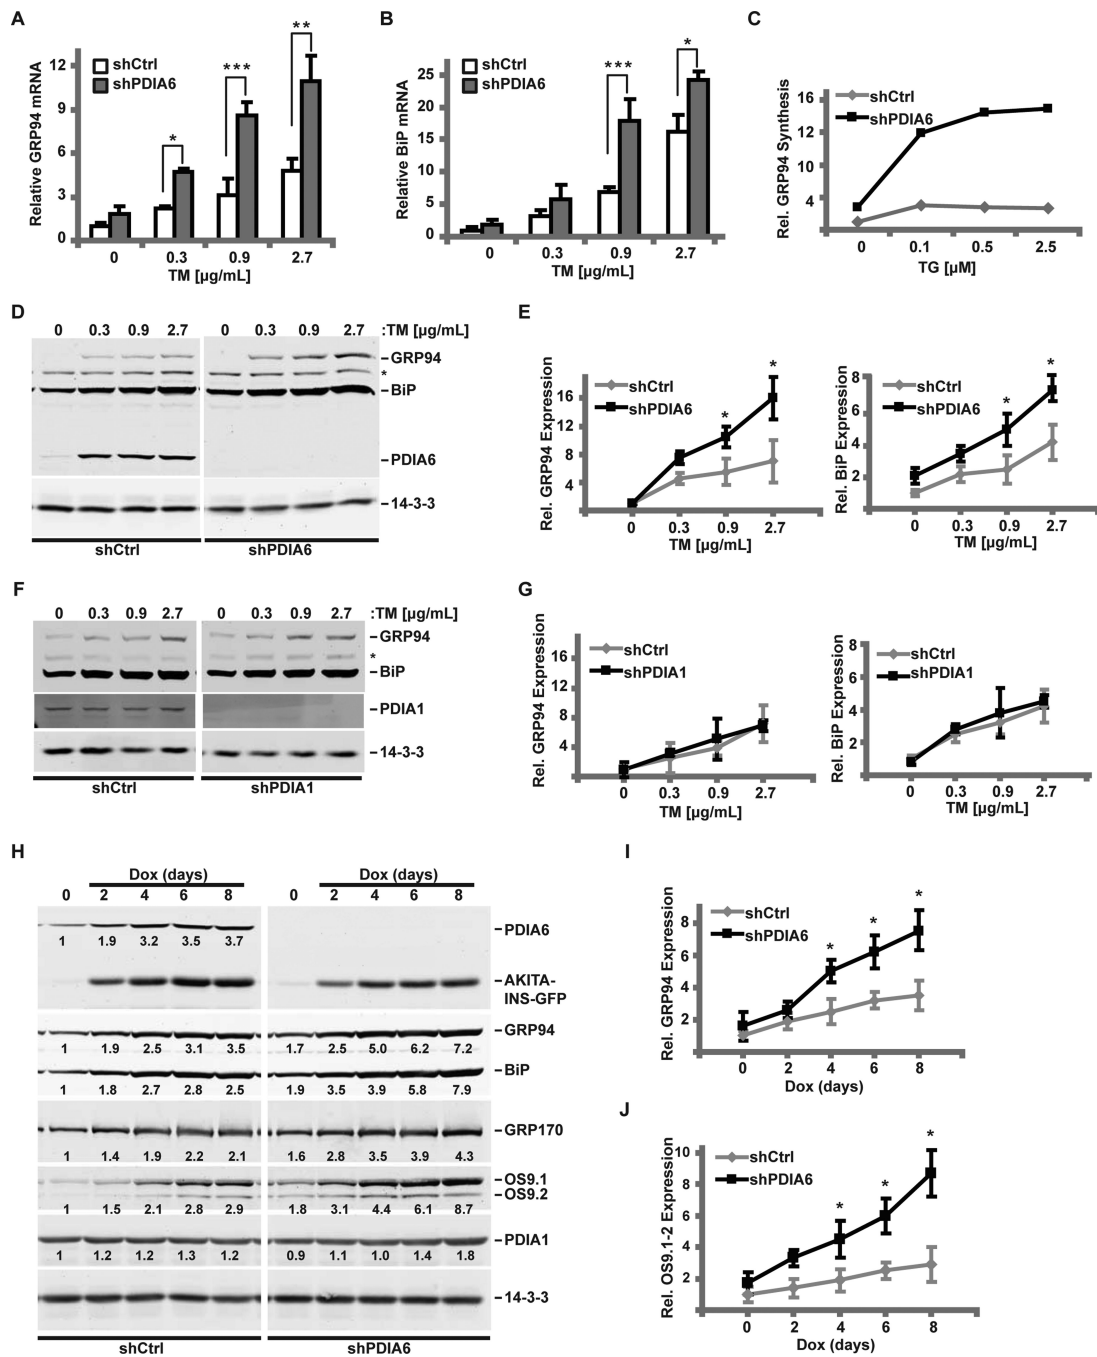 A
Relative GRP94 mRNA
12
9
6
3
0
shCtrl
shPDIA6
*
***
**
0 0.3 0.9 2.7
TM [µg/mL]
B
Relative BiP mRNA
25
20
15
10
5
0
shCtrl
shPDIA6
***
*
0 0.3 0.9 2.7
TM [µg/mL]
C
Rel. GRP94 Synthesis
shCtrl
shPDIA6
16
12
10
4
0 0.1 0.5 2.5
TG [µM]
D
0 0.3 0.9 2.7 0 0.3 0.9 2.7 :TM [µg/mL]
GRP94
*
BiP
PDIA6
14-3-3
shCtrl shPDIA6
E
Rel. GRP94 Expression
16
12
8
4
shCtrl
shPDIA6
*
*
0 0.3 0.9 2.7
TM [µg/mL]
Rel. BiP Expression
8
6
4
2
shCtrl
shPDIA6
*
*
0 0.3 0.9 2.7
TM [µg/mL]
F
0 0.3 0.9 2.7 0 0.3 0.9 2.7 :TM [µg/mL]
GRP94
*
BiP
PDIA1
14-3-3
shCtrl shPDIA1
G
Rel. GRP94 Expression
16
12
8
4
shCtrl
shPDIA1
0 0.3 0.9 2.7
TM [µg/mL]
Rel. BiP Expression
8
6
4
2
shCtrl
shPDIA1
0 0.3 0.9 2.7
TM [µg/mL]
H
Dox (days) Dox (days)
0 2 4 6 8 0 2 4 6 8
PDIA6
1 1.9 3.2 3.5 3.7
AKITA-
INS-GFP
GRP94
1 1.9 2.5 3.1 3.5 1.7 2.5 5.0 6.2 7.2
BiP
1 1.8 2.7 2.8 2.5 1.9 3.5 3.9 5.8 7.9
GRP170
1 1.4 1.9 2.2 2.1 1.6 2.8 3.5 3.9 4.3
OS9.1
OS9.2
1 1.5 2.1 2.8 2.9 1.8 3.1 4.4 6.1 8.7
PDIA1
1 1.2 1.2 1.3 1.2 0.9 1.1 1.0 1.4 1.8
14-3-3
shCtrl shPDIA6
I
Rel. GRP94 Expression
8
6
4
2
shCtrl
shPDIA6
* * *
0 2 4 6 8
Dox (days)
J
Rel. OS9.1-2 Expression
10
8
6
4
2
shCtrl
shPDIA6
* * *
0 2 4 6 8
Dox (days)